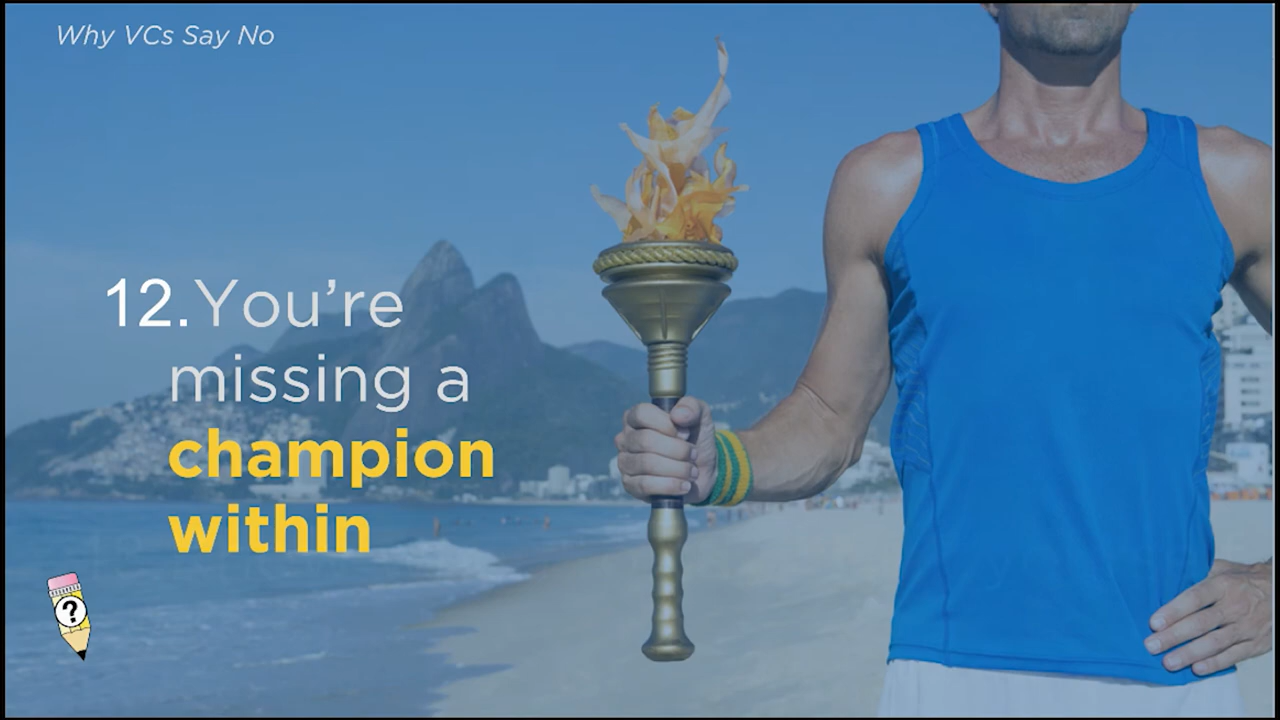 Why VCs Say No
12.You’re
missing a
champion
within
?